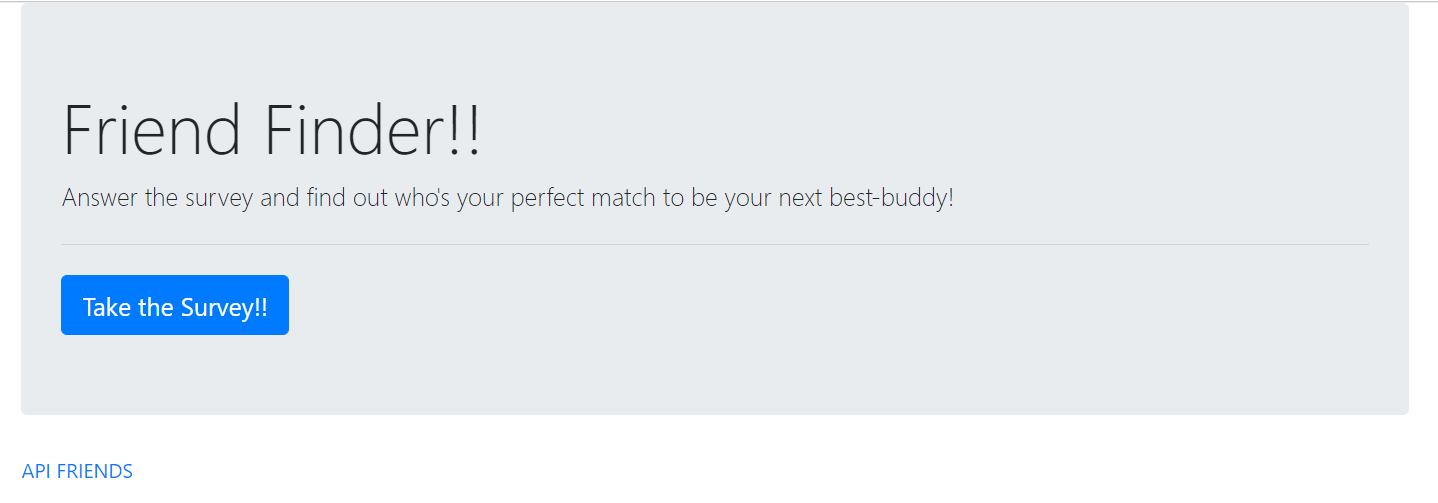 Friend Finder!!
Answer the survey and find out who's your perfect match to be your next best-buddy!
Take the Survey!!
API FRIENDS